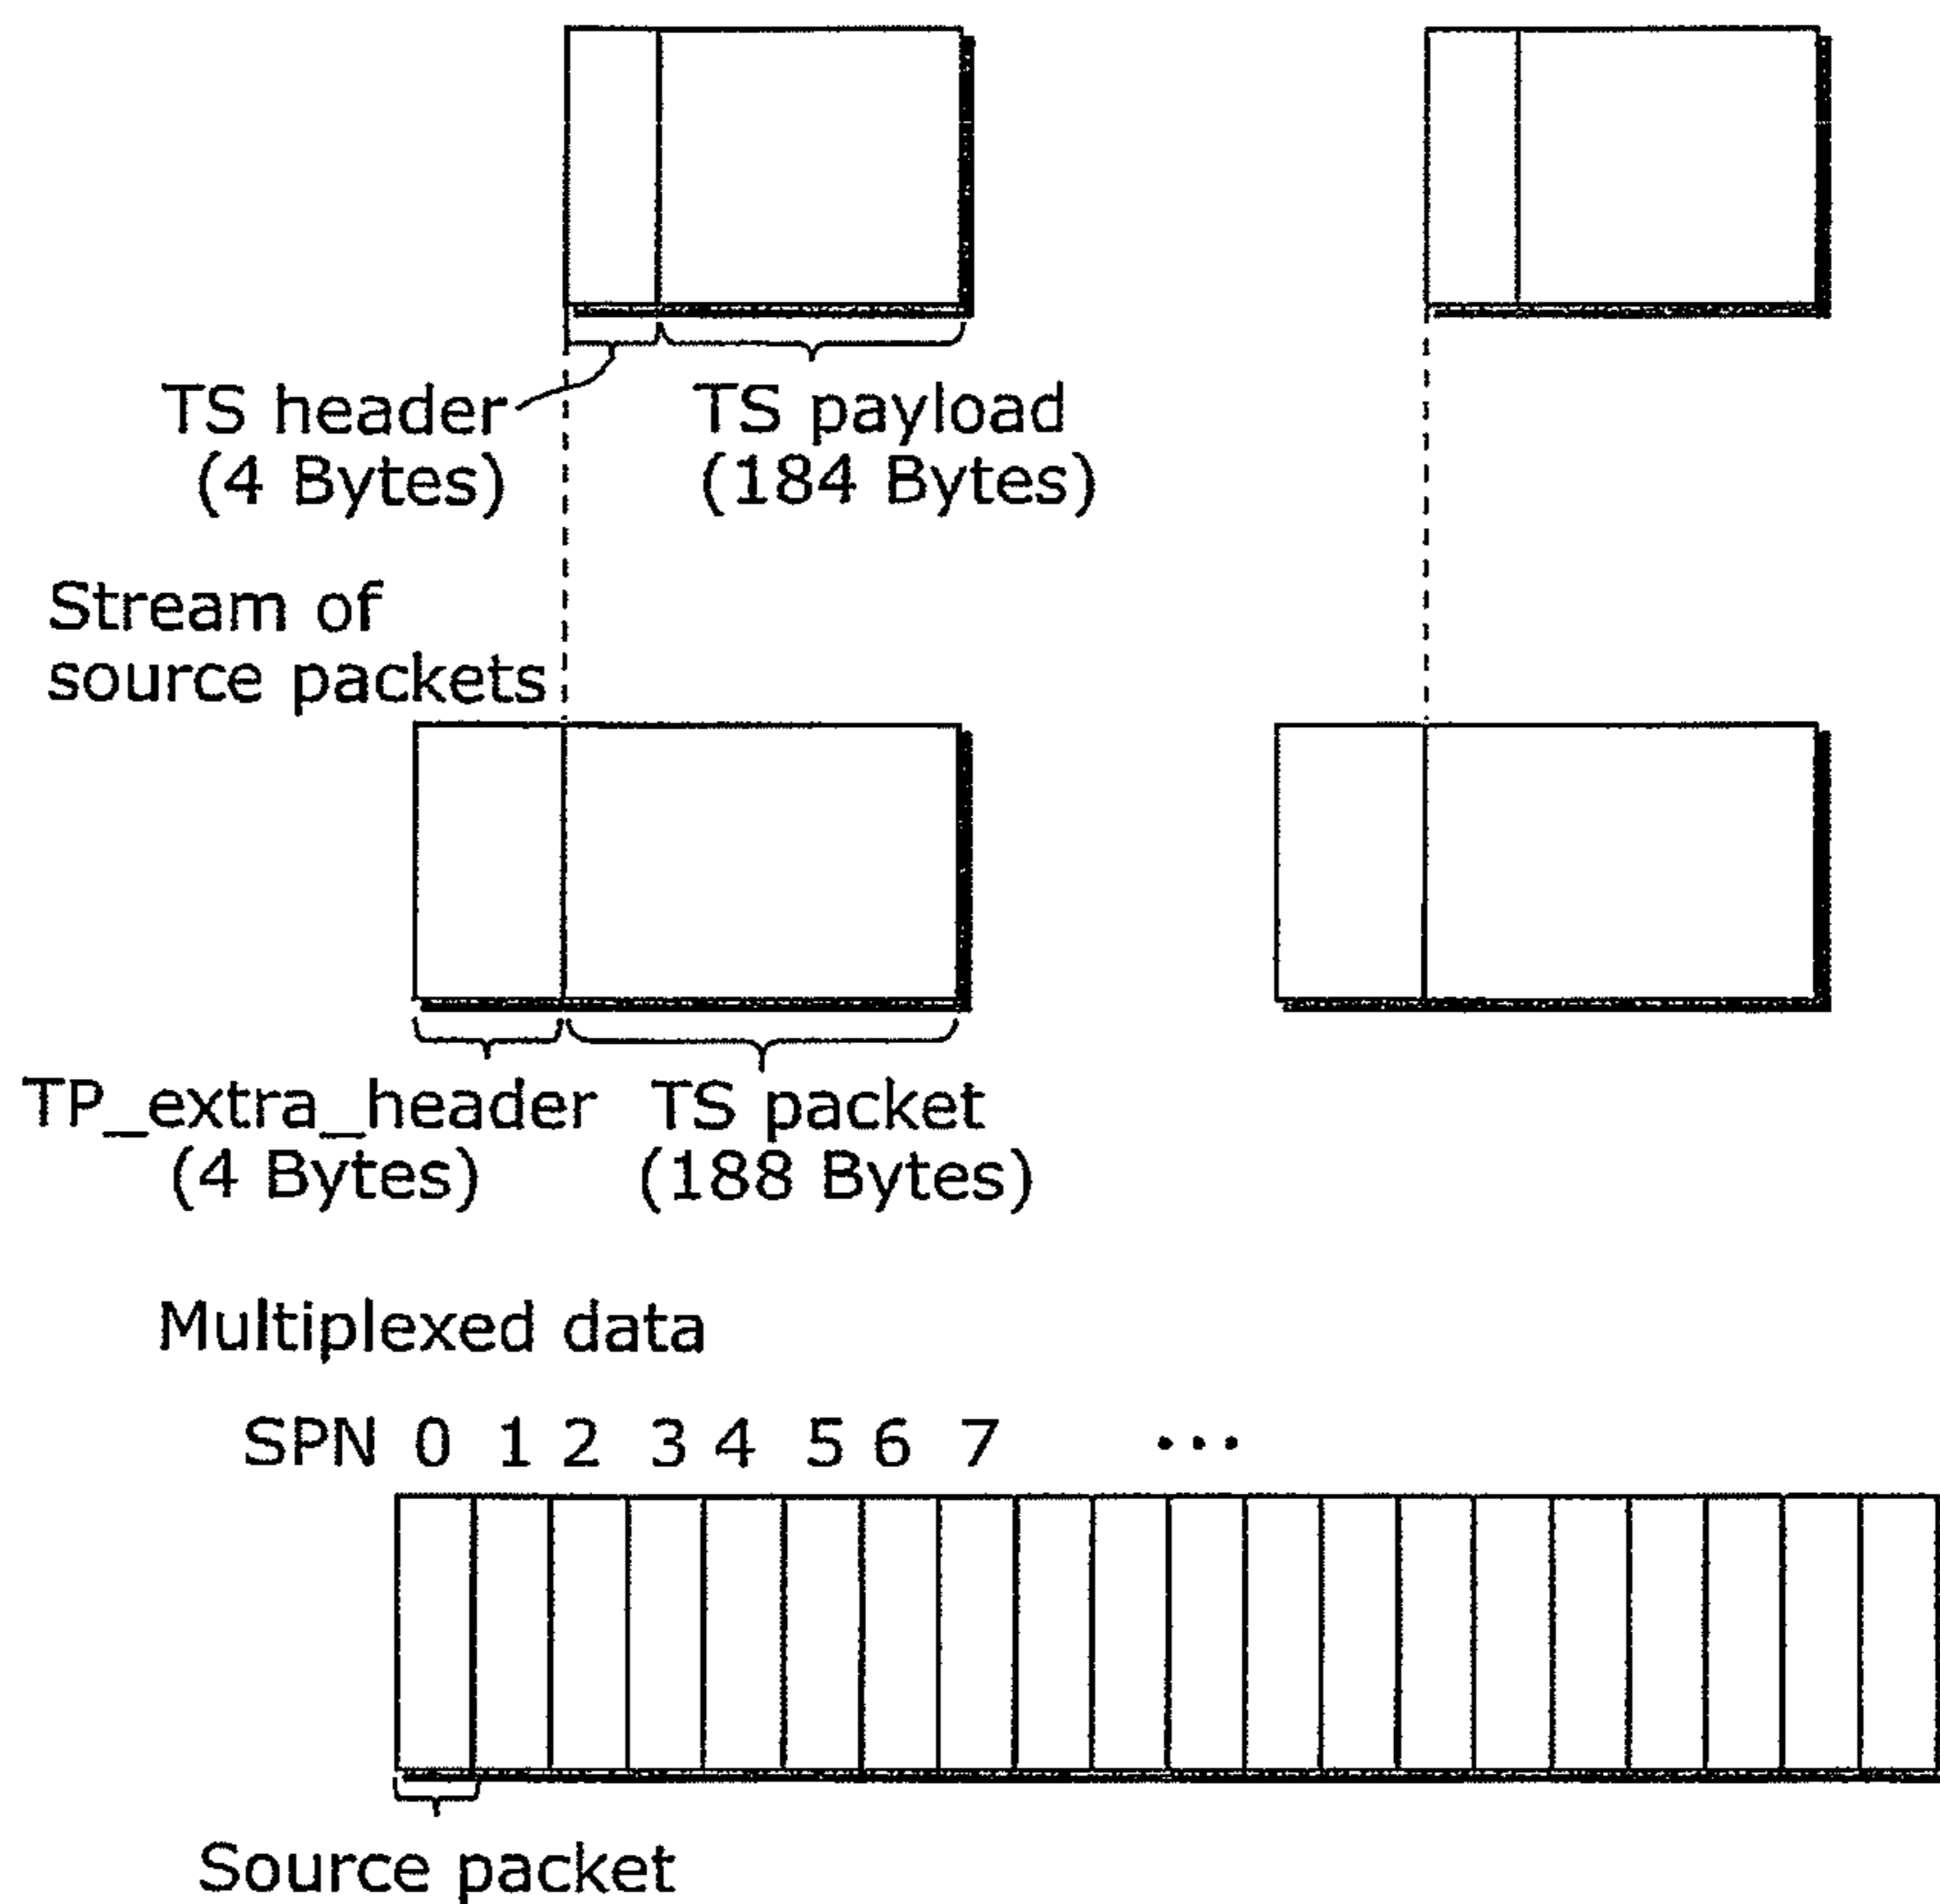 TS header
(4 Bytes)
TS payload
(184 Bytes)
Stream of
source packets
TP_extra_header
(4 Bytes)
TS packet
(188 Bytes)
Multiplexed data
SPN 0 1 2 3 4 5 6 7 ...
Source packet